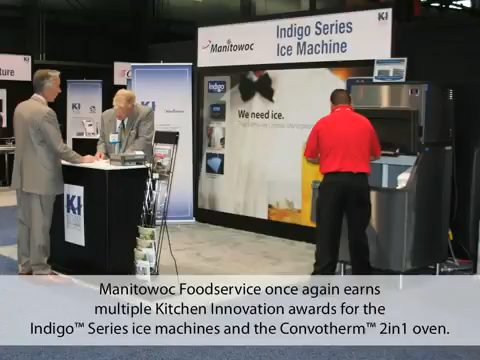 KI
Manitowoc
Indigo Series
Ice Machine
Indigo
We need ice.
KI
KI
Manitowoc Foodservice once again earns
multiple Kitchen Innovation awards for the
Indigo™ Series ice machines and the Convotherm™ 2in1 oven.